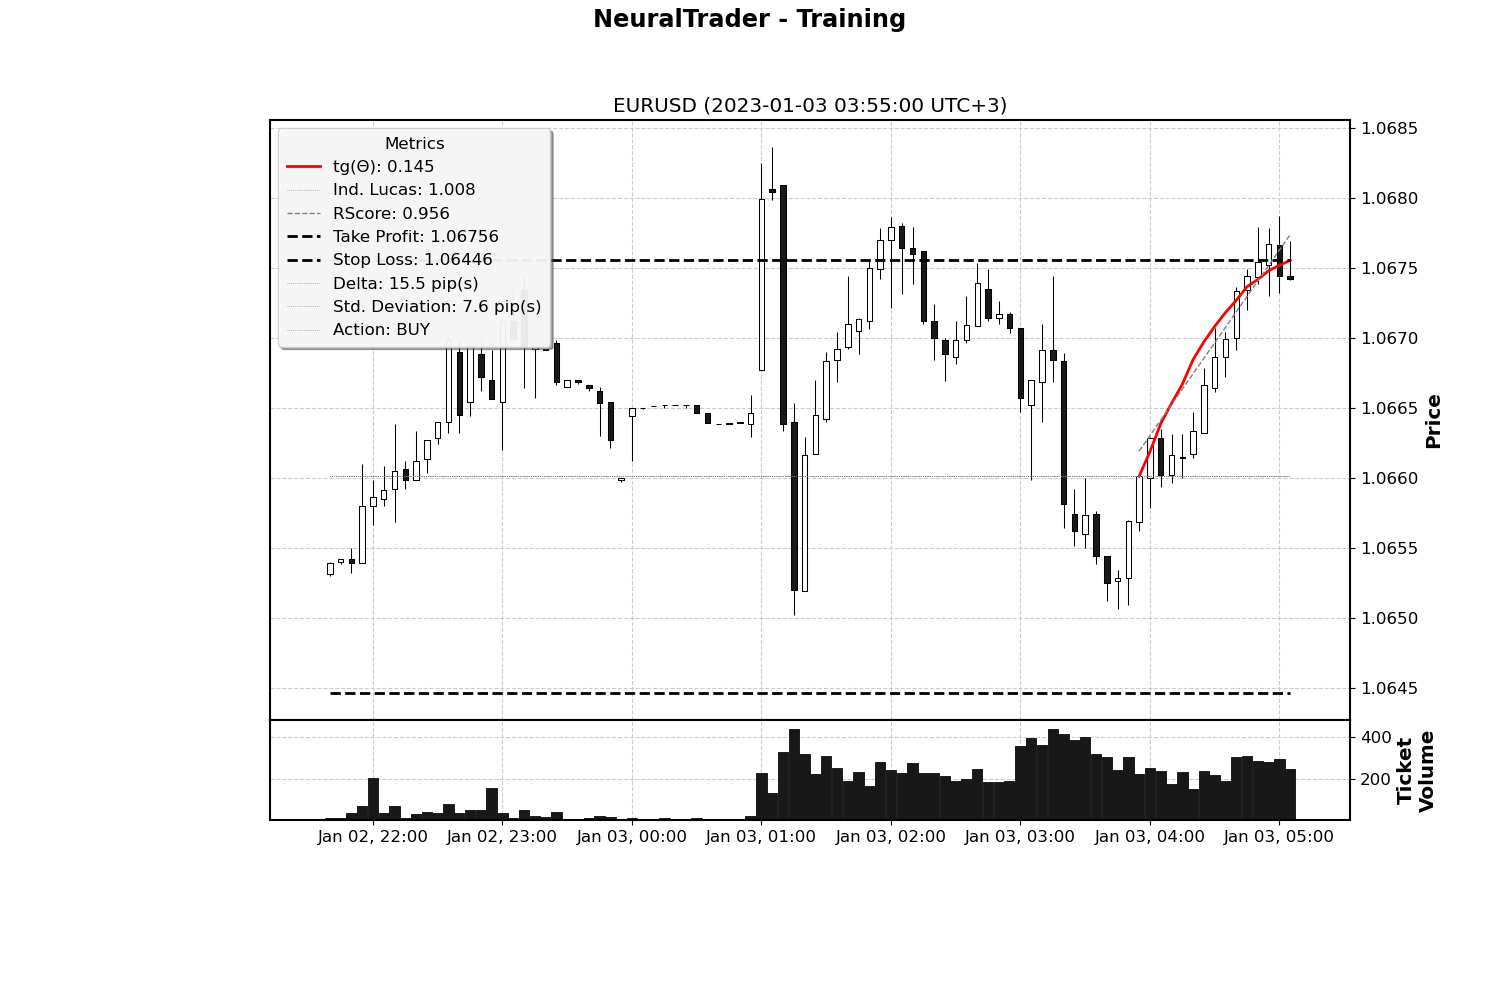 NeuralTrader - Training
EURUSD (2023-01-03 03:55:00 UTC+3)
Metrics
tg(Θ): 0.145
Ind. Lucas: 1.008
RScore: 0.956
Take Profit: 1.06756
Stop Loss: 1.06446
Delta: 15.5 pip(s)
Std. Deviation: 7.6 pip(s)
Action: BUY
1.0685
1.0680
1.0675
1.0670
1.0665
1.0660
1.0655
1.0650
1.0645
Price
400
200
Ticket
Volume
Jan 02, 22:00
Jan 02, 23:00
Jan 03, 00:00
Jan 03, 01:00
Jan 03, 02:00
Jan 03, 03:00
Jan 03, 04:00
Jan 03, 05:00